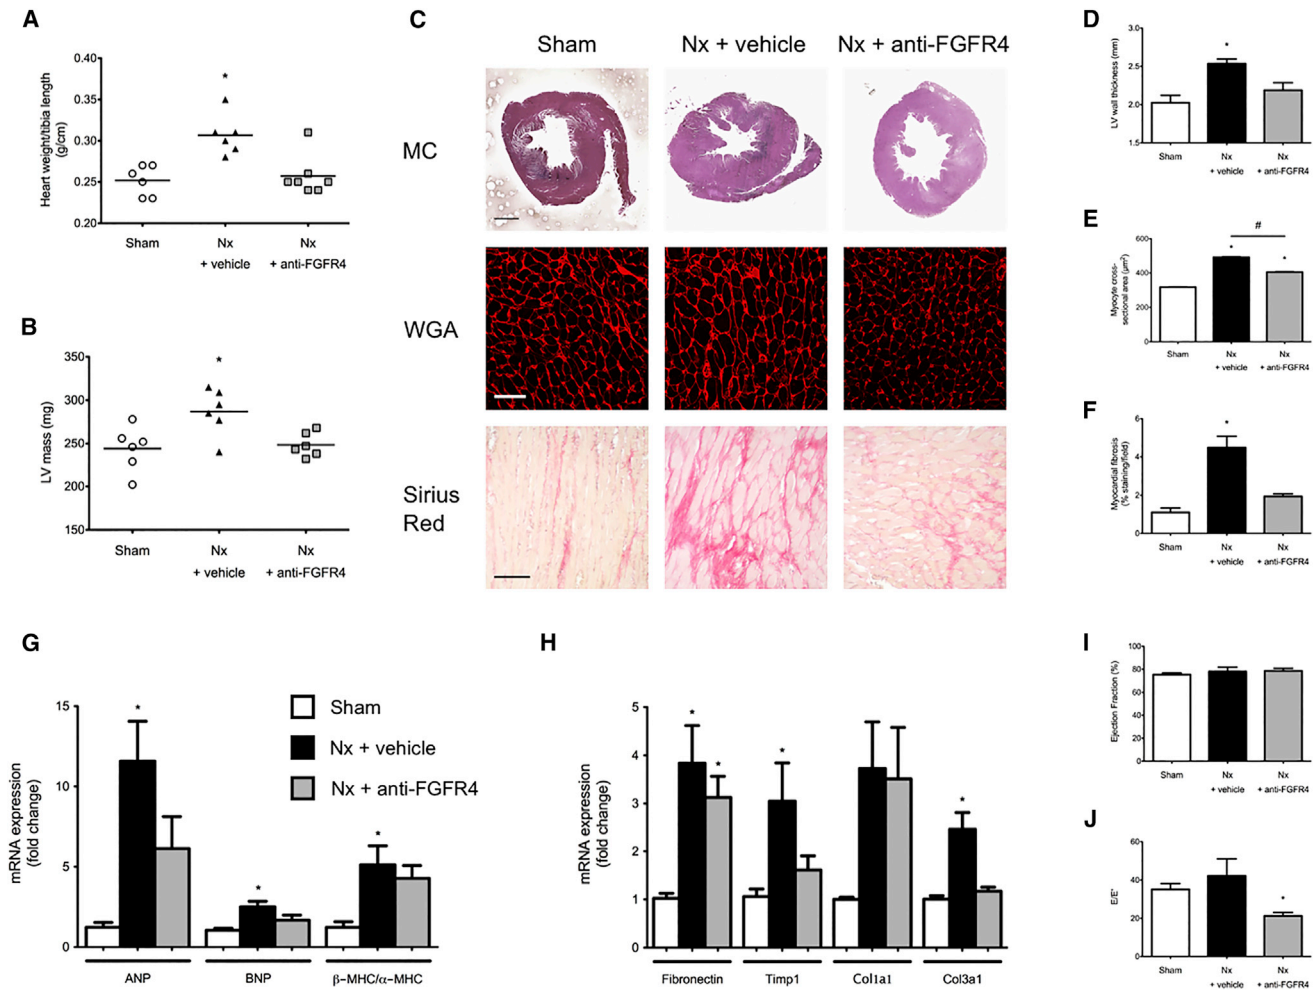 A
Heart weight/tibia length
(g/cm)
0.40
0.35
0.30
0.25
0.20
*
Sham
Nx
+ vehicle
Nx
+ anti-FGFR4
B
LV mass (mg)
350
300
250
200
150
*
Sham
Nx
+ vehicle
Nx
+ anti-FGFR4
C
Sham
Nx + vehicle
Nx + anti-FGFR4
MC
WGA
Sirius
Red
D
LV wall thickness (mm)
3.0
2.5
2.0
1.5
*
Sham
Nx
+ vehicle
Nx
+ anti-FGFR4
E
Myocyte cross-
sectional area (μm²)
600
400
200
0
*
#
*
Sham
Nx
+ vehicle
Nx
+ anti-FGFR4
F
Myocardial fibrosis
(% staining/field)
6
4
2
0
*
Sham
Nx
+ vehicle
Nx
+ anti-FGFR4
G
mRNA expression
(fold change)
15
10
5
0
*
*
*
Sham
Nx + vehicle
Nx + anti-FGFR4
ANP
BNP
β-MHC/α-MHC
H
mRNA expression
(fold change)
5
4
3
2
1
0
*
*
*
*
Fibronectin
Timp1
Col1a1
Col3a1
I
Ejection Fraction (%)
100
80
60
40
20
0
Sham
Nx
+ vehicle
Nx
+ anti-FGFR4
J
E/E'
60
40
20
0
*
Sham
Nx
+ vehicle
Nx
+ anti-FGFR4